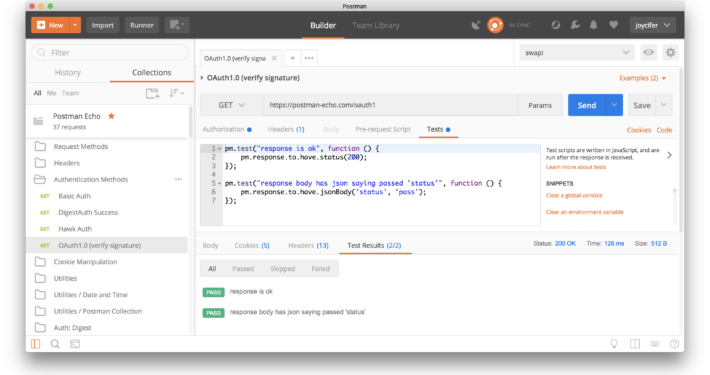 Postman
New
Import
Runner
Builder
Team Library
IN SYNC
joycifer
Filter
History
Collections
All Me Team
Postman Echo
37 requests
Request Methods
Headers
Authentication Methods
GET Basic Auth
GET DigestAuth Success
GET Hawk Auth
GET OAuth1.0 (verify signature)
Cookie Manipulation
Utilities
Utilities / Date and Time
Utilities / Postman Collection
Auth: Digest
OAuth1.0 (verify signa
swapi
OAuth1.0 (verify signature)
Examples (2)
GET
https://postman-echo.com/oauth1
Params
Send
Save
Authorization
Headers (1)
Body
Pre-request Script
Tests
Cookies Code
1 pm.test("response is ok", function () {
2 pm.response.to.have.status(200);
3 });
4
5 pm.test("response body has json saying passed 'status'", function () {
6 pm.response.to.have.jsonBody('status', 'pass');
7 });
Test scripts are written in JavaScript, and are
run after the response is received.
Learn more about tests
SNIPPETS
Clear a global variable
Clear an environment variable
Body
Cookies (5)
Headers (13)
Test Results (2/2)
Status: 200 OK
Time: 126 ms
Size: 512 B
All
Passed
Skipped
Failed
PASS response is ok
PASS response body has json saying passed 'status'